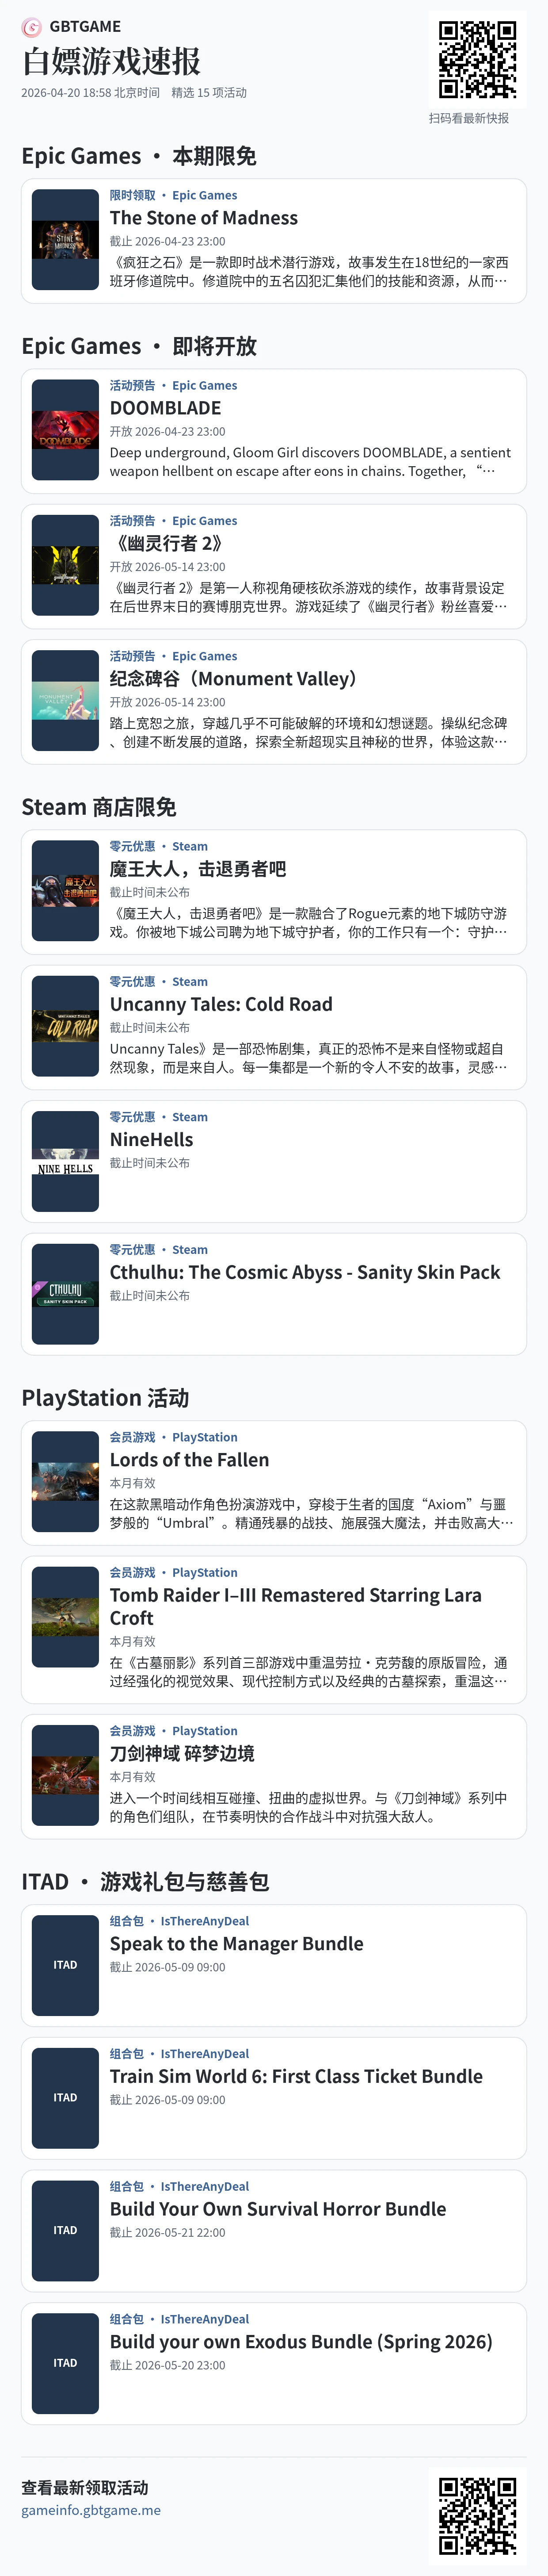 GBTGAME
白嫖游戏速报
2026-04-20 18:58 北京时间 精选 15 项活动
扫码看最新快报
Epic Games · 本期限免
STONE
MADNESS
限时领取 · Epic Games
The Stone of Madness
截止 2026-04-23 23:00
《疯狂之石》是一款即时战术潜行游戏，故事发生在18世纪的一家西
班牙修道院中。修道院中的五名囚犯汇集他们的技能和资源，从而…
Epic Games · 即将开放
DOOMBLADE
活动预告 · Epic Games
DOOMBLADE
开放 2026-04-23 23:00
Deep underground, Gloom Girl discovers DOOMBLADE, a sentient
weapon hellbent on escape after eons in chains. Together, “…
活动预告 · Epic Games
《幽灵行者 2》
开放 2026-05-14 23:00
《幽灵行者 2》是第一人称视角硬核砍杀游戏的续作，故事背景设定
在后世界末日的赛博朋克世界。游戏延续了《幽灵行者》粉丝喜爱…
MONUMENT
VALLEY
活动预告 · Epic Games
纪念碑谷（Monument Valley）
开放 2026-05-14 23:00
踏上宽恕之旅，穿越几乎不可能破解的环境和幻想谜题。操纵纪念碑
、创建不断发展的道路，探索全新超现实且神秘的世界，体验这款…
Steam 商店限免
魔王大人
击退勇者吧
零元优惠 · Steam
魔王大人，击退勇者吧
截止时间未公布
《魔王大人，击退勇者吧》是一款融合了Rogue元素的地下城防守游
戏。你被地下城公司聘为地下城守护者，你的工作只有一个：守护…
UNCANNY TALES
COLD ROAD
零元优惠 · Steam
Uncanny Tales: Cold Road
截止时间未公布
Uncanny Tales》是一部恐怖剧集，真正的恐怖不是来自怪物或超自
然现象，而是来自人。每一集都是一个新的令人不安的故事，灵感…
NINE HELLS
零元优惠 · Steam
NineHells
截止时间未公布
CTHULHU
SANITY SKIN PACK
零元优惠 · Steam
Cthulhu: The Cosmic Abyss - Sanity Skin Pack
截止时间未公布
PlayStation 活动
会员游戏 · PlayStation
Lords of the Fallen
本月有效
在这款黑暗动作角色扮演游戏中，穿梭于生者的国度“Axiom”与噩
梦般的“Umbral”。精通残暴的战技、施展强大魔法，并击败高大…
会员游戏 · PlayStation
Tomb Raider I–III Remastered Starring Lara
Croft
本月有效
在《古墓丽影》系列首三部游戏中重温劳拉・克劳馥的原版冒险，通
过经强化的视觉效果、现代控制方式以及经典的古墓探索，重温这…
会员游戏 · PlayStation
刀剑神域 碎梦边境
本月有效
进入一个时间线相互碰撞、扭曲的虚拟世界。与《刀剑神域》系列中
的角色们组队，在节奏明快的合作战斗中对抗强大敌人。
ITAD · 游戏礼包与慈善包
ITAD
组合包 · IsThereAnyDeal
Speak to the Manager Bundle
截止 2026-05-09 09:00
ITAD
组合包 · IsThereAnyDeal
Train Sim World 6: First Class Ticket Bundle
截止 2026-05-09 09:00
ITAD
组合包 · IsThereAnyDeal
Build Your Own Survival Horror Bundle
截止 2026-05-21 22:00
ITAD
组合包 · IsThereAnyDeal
Build your own Exodus Bundle (Spring 2026)
截止 2026-05-20 23:00
查看最新领取活动
gameinfo.gbtgame.me